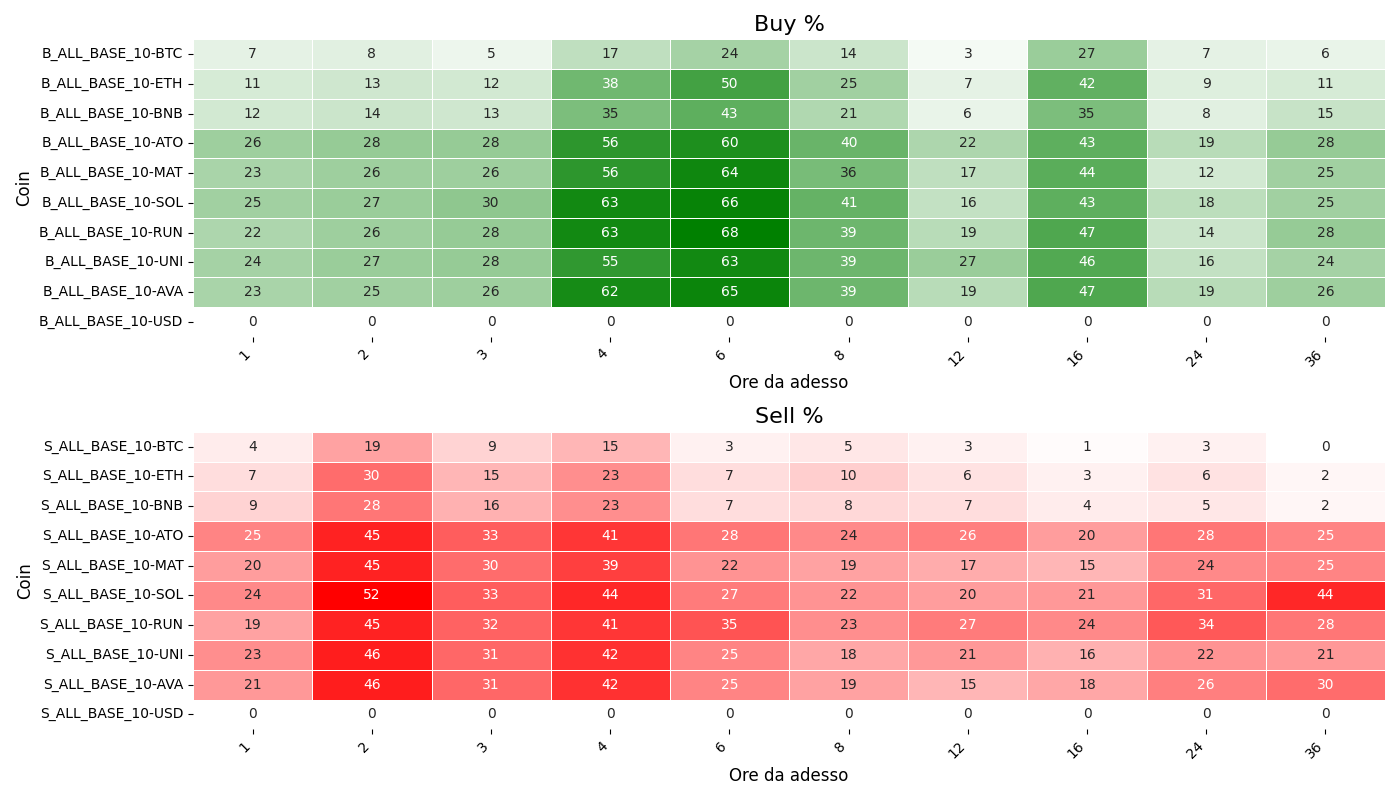 Buy %
Coin
B_ALL_BASE_10-BTC 7 8 5 17 24 14 3 27 7 6
B_ALL_BASE_10-ETH 11 13 12 38 50 25 7 42 9 11
B_ALL_BASE_10-BNB 12 14 13 35 43 21 6 35 8 15
B_ALL_BASE_10-ATO 26 28 28 56 60 40 22 43 19 28
B_ALL_BASE_10-MAT 23 26 26 56 64 36 17 44 12 25
B_ALL_BASE_10-SOL 25 27 30 63 66 41 16 43 18 25
B_ALL_BASE_10-RUN 22 26 28 63 68 39 19 47 14 28
B_ALL_BASE_10-UNI 24 27 28 55 63 39 27 46 16 24
B_ALL_BASE_10-AVA 23 25 26 62 65 39 19 47 19 26
B_ALL_BASE_10-USD 0 0 0 0 0 0 0 0 0 0
1 2 3 4 6 8 12 16 24 36
Ore da adesso
Sell %
Coin
S_ALL_BASE_10-BTC 4 19 9 15 3 5 3 1 3 0
S_ALL_BASE_10-ETH 7 30 15 23 7 10 6 3 6 2
S_ALL_BASE_10-BNB 9 28 16 23 7 8 7 4 5 2
S_ALL_BASE_10-ATO 25 45 33 41 28 24 26 20 28 25
S_ALL_BASE_10-MAT 20 45 30 39 22 19 17 15 24 25
S_ALL_BASE_10-SOL 24 52 33 44 27 22 20 21 31 44
S_ALL_BASE_10-RUN 19 45 32 41 35 23 27 24 34 28
S_ALL_BASE_10-UNI 23 46 31 42 25 18 21 16 22 21
S_ALL_BASE_10-AVA 21 46 31 42 25 19 15 18 26 30
S_ALL_BASE_10-USD 0 0 0 0 0 0 0 0 0 0
1 2 3 4 6 8 12 16 24 36
Ore da adesso